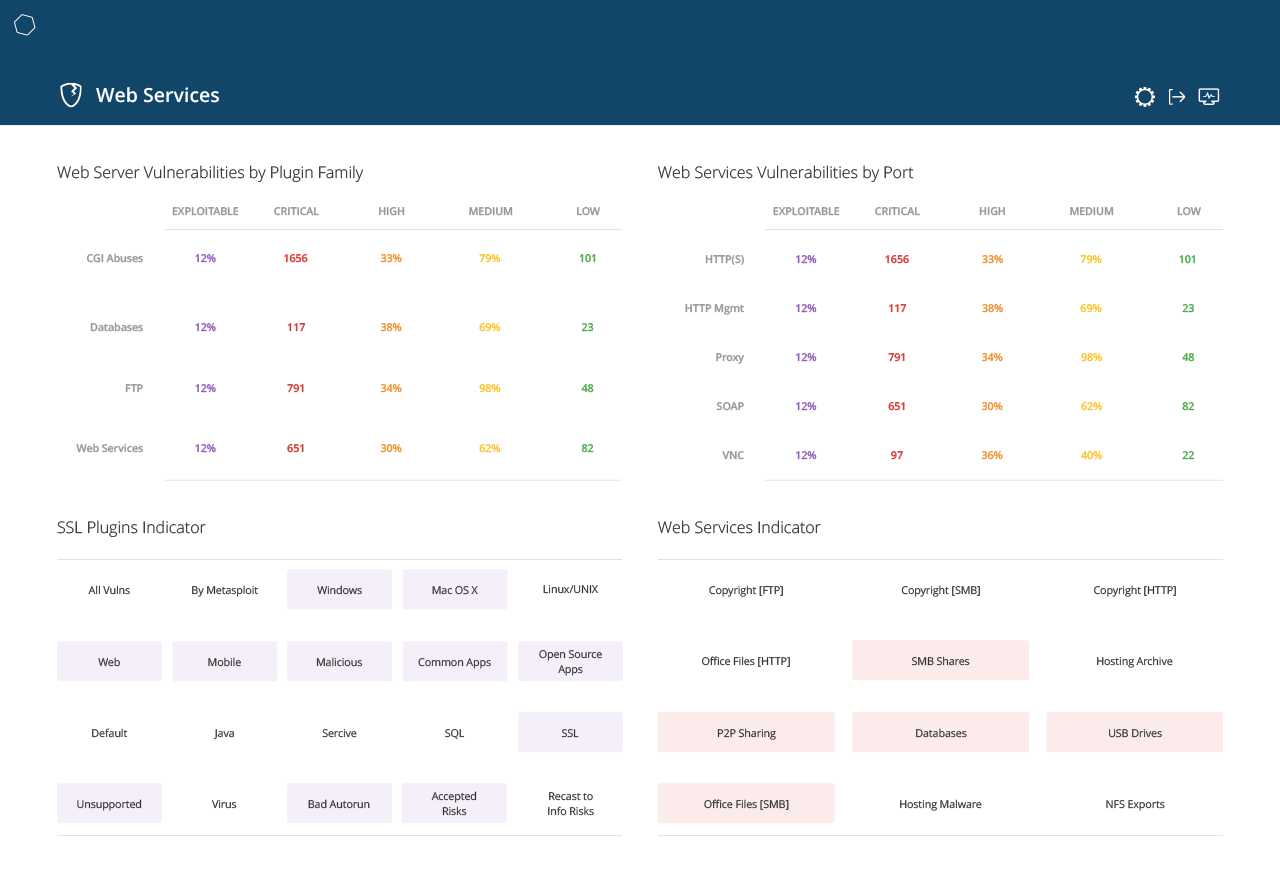 Web Services
Web Server Vulnerabilities by Plugin Family
EXPLOITABLE CRITICAL HIGH MEDIUM LOW
CGI Abuses 12% 1656 33% 79% 101
Databases 12% 117 38% 69% 23
FTP 12% 791 34% 98% 48
Web Services 12% 651 30% 62% 82
Web Services Vulnerabilities by Port
EXPLOITABLE CRITICAL HIGH MEDIUM LOW
HTTP(S) 12% 1656 33% 79% 101
HTTP Mgmt 12% 117 38% 69% 23
Proxy 12% 791 34% 98% 48
SOAP 12% 651 30% 62% 82
VNC 12% 97 36% 40% 22
SSL Plugins Indicator
All Vulns By Metasploit Windows Mac OS X Linux/UNIX
Web Mobile Malicious Common Apps Open Source
Apps
Default Java Sercive SQL SSL
Unsupported Virus Bad Autorun Accepted Recast to
Risks Info Risks
Web Services Indicator
Copyright [FTP] Copyright [SMB] Copyright [HTTP]
Office Files [HTTP] SMB Shares Hosting Archive
P2P Sharing Databases USB Drives
Office Files [SMB] Hosting Malware NFS Exports